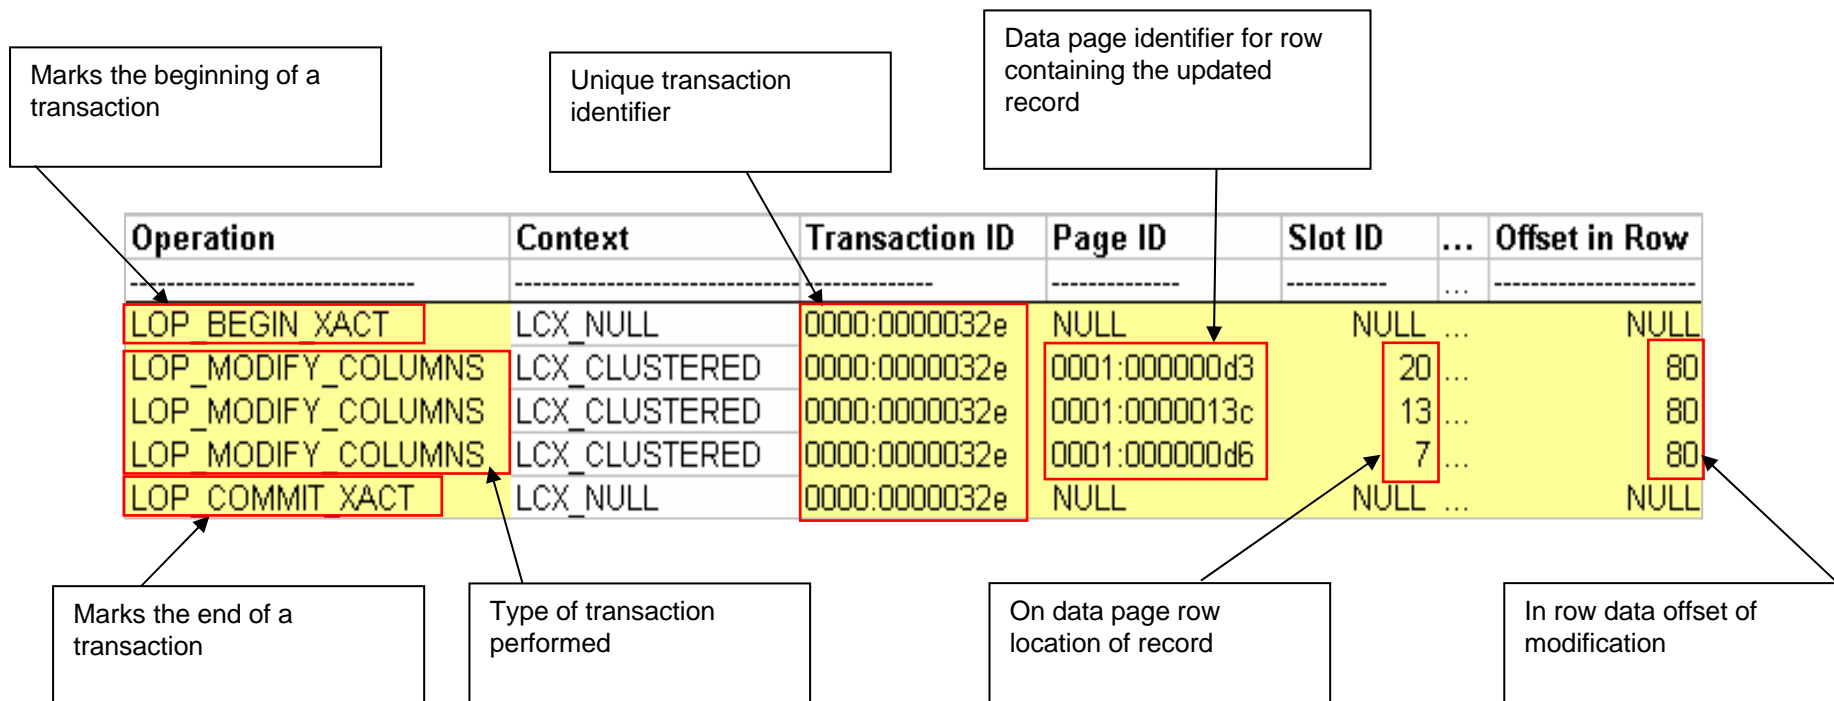 Data page identifier for row
containing the updated
record
Marks the beginning of a
transaction
Unique transaction
identifier
Operation Context Transaction ID Page ID Slot ID ... Offset in Row
----------------------------- ----------------------------- ------------- ------------- ----------- ... ---------------------
LOP_BEGIN_XACT LCX_NULL 0000:0000032e NULL NULL ... NULL
LOP_MODIFY_COLUMNS LCX_CLUSTERED 0000:0000032e 0001:000000d3 20 ... 80
LOP_MODIFY_COLUMNS LCX_CLUSTERED 0000:0000032e 0001:0000013c 13 ... 80
LOP_MODIFY_COLUMNS LCX_CLUSTERED 0000:0000032e 0001:000000d6 7 ... 80
LOP_COMMIT_XACT LCX_NULL 0000:0000032e NULL NULL ... NULL
Marks the end of a
transaction
Type of transaction
performed
On data page row
location of record
In row data offset of
modification